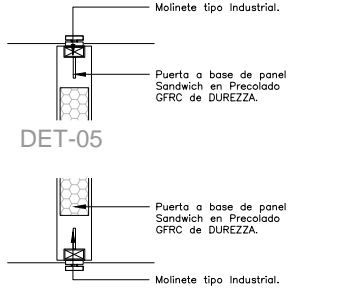 Molinete tipo Industrial.
Puerta a base de panel
Sandwich en Precolado
GFRC de DUREZZA.
DET-05
Puerta a base de panel
Sandwich en Precolado
GFRC de DUREZZA.
Molinete tipo Industrial.